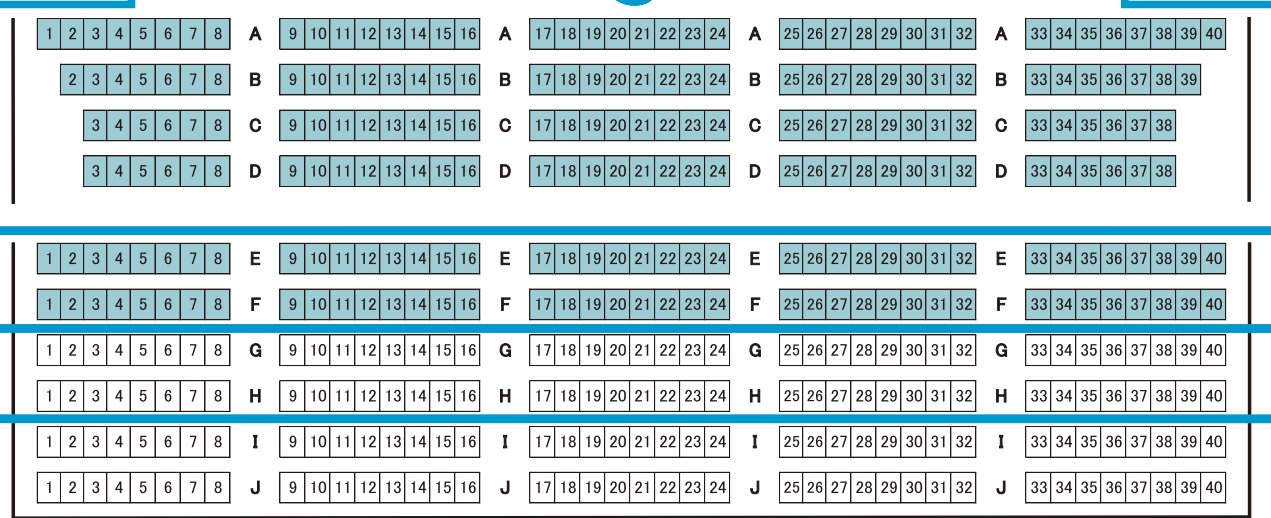 1 2 3 4 5 6 7 8 A 9 10 11 12 13 14 15 16 A 17 18 19 20 21 22 23 24 A 25 26 27 28 29 30 31 32 A 33 34 35 36 37 38 39 40
2 3 4 5 6 7 8 B 9 10 11 12 13 14 15 16 B 17 18 19 20 21 22 23 24 B 25 26 27 28 29 30 31 32 B 33 34 35 36 37 38 39
3 4 5 6 7 8 C 9 10 11 12 13 14 15 16 C 17 18 19 20 21 22 23 24 C 25 26 27 28 29 30 31 32 C 33 34 35 36 37 38
3 4 5 6 7 8 D 9 10 11 12 13 14 15 16 D 17 18 19 20 21 22 23 24 D 25 26 27 28 29 30 31 32 D 33 34 35 36 37 38
1 2 3 4 5 6 7 8 E 9 10 11 12 13 14 15 16 E 17 18 19 20 21 22 23 24 E 25 26 27 28 29 30 31 32 E 33 34 35 36 37 38 39 40
1 2 3 4 5 6 7 8 F 9 10 11 12 13 14 15 16 F 17 18 19 20 21 22 23 24 F 25 26 27 28 29 30 31 32 F 33 34 35 36 37 38 39 40
1 2 3 4 5 6 7 8 G 9 10 11 12 13 14 15 16 G 17 18 19 20 21 22 23 24 G 25 26 27 28 29 30 31 32 G 33 34 35 36 37 38 39 40
1 2 3 4 5 6 7 8 H 9 10 11 12 13 14 15 16 H 17 18 19 20 21 22 23 24 H 25 26 27 28 29 30 31 32 H 33 34 35 36 37 38 39 40
1 2 3 4 5 6 7 8 I 9 10 11 12 13 14 15 16 I 17 18 19 20 21 22 23 24 I 25 26 27 28 29 30 31 32 I 33 34 35 36 37 38 39 40
1 2 3 4 5 6 7 8 J 9 10 11 12 13 14 15 16 J 17 18 19 20 21 22 23 24 J 25 26 27 28 29 30 31 32 J 33 34 35 36 37 38 39 40